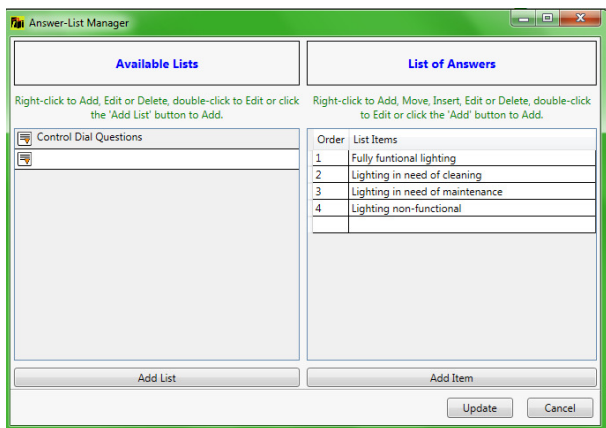 Answer-List Manager
Available Lists
List of Answers
Right-click to Add, Edit or Delete, double-click to Edit or click
the 'Add List' button to Add.
Right-click to Add, Move, Insert, Edit or Delete, double-click
to Edit or click the 'Add' button to Add.
Control Dial Questions
Order List Items
1 Fully funtional lighting
2 Lighting in need of cleaning
3 Lighting in need of maintenance
4 Lighting non-functional
Add List
Add Item
Update Cancel